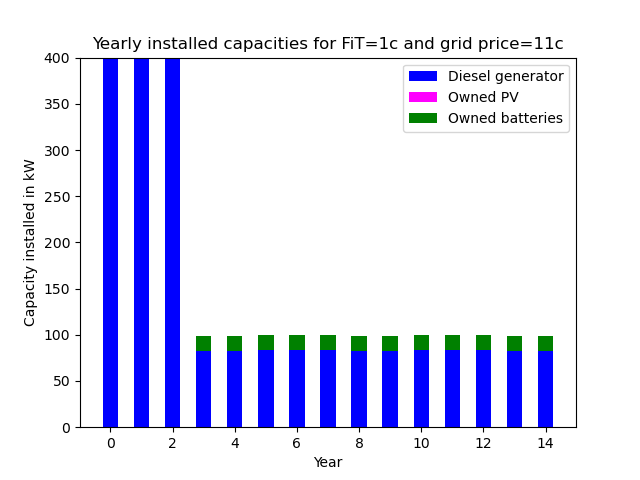 Yearly installed capacities for FiT=1c and grid price=11c
400
350
300
250
200
150
100
50
0
Capacity installed in kW
Diesel generator
Owned PV
Owned batteries
0 2 4 6 8 10 12 14
Year